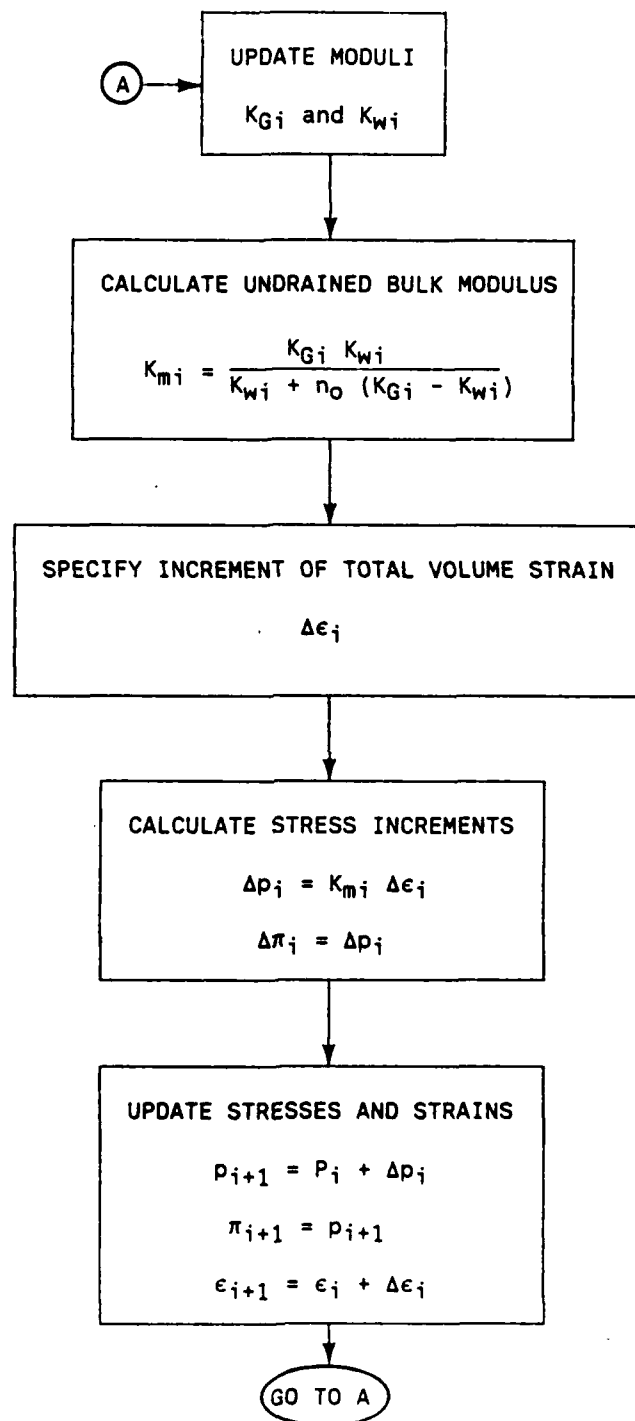 A
UPDATE MODULI
K_Gi and K_wi
CALCULATE UNDRAINED BULK MODULUS
K_mi = K_Gi K_wi / K_wi + n_o (K_Gi - K_wi)
SPECIFY INCREMENT OF TOTAL VOLUME STRAIN
Δϵ_i
CALCULATE STRESS INCREMENTS
Δp_i = K_mi Δϵ_i
Δπ_i = Δp_i
UPDATE STRESSES AND STRAINS
p_i+1 = P_i + Δp_i
π_i+1 = p_i+1
ϵ_i+1 = ϵ_i + Δϵ_i
GO TO A